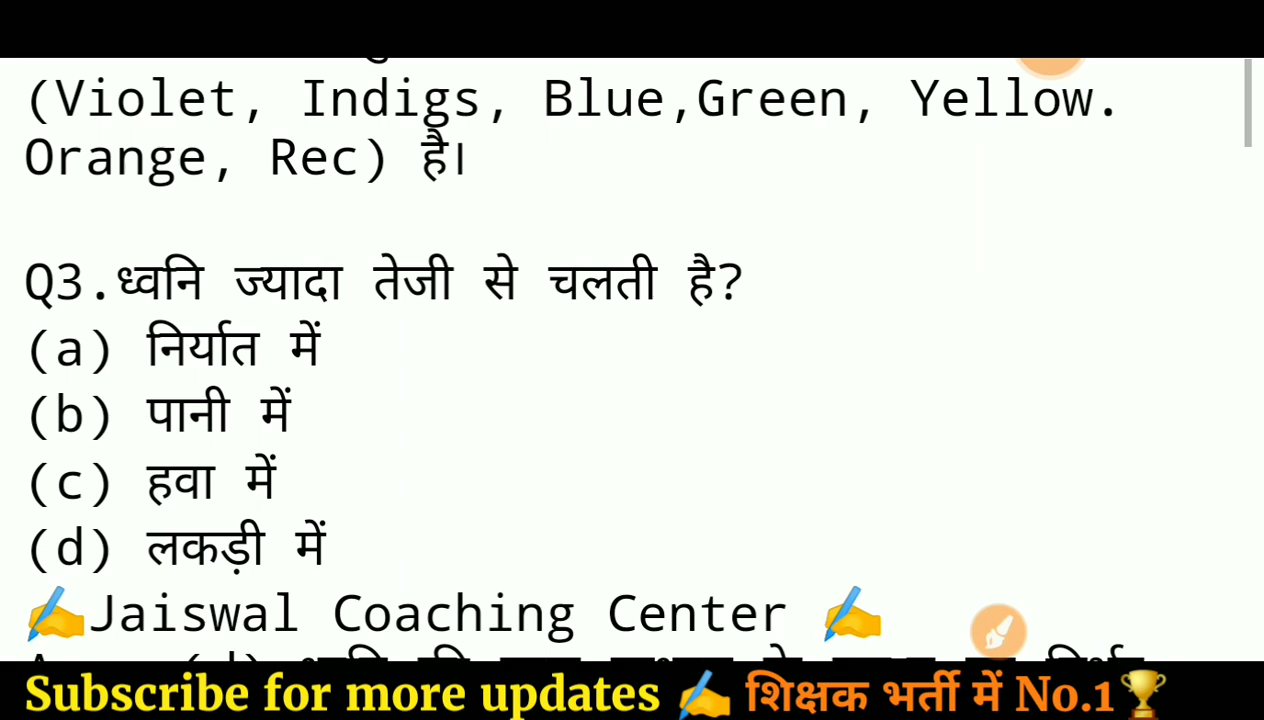 (Violet, Indigs, Blue,Green, Yellow.
Orange, Rec) है।
Q3.ध्वनि ज्यादा तेजी से चलती है?
(a) निर्यात में
(b) पानी में
(c) हवा में
(d) लकड़ी में
✍Jaiswal Coaching Center ✍
Subscribe for more updates ✍ शिक्षक भर्ती में No.1🏆